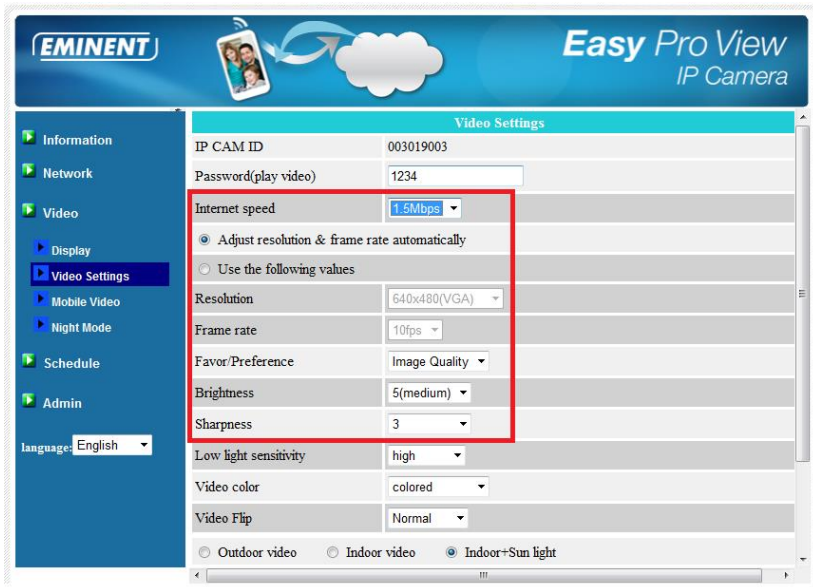 EMINENT
Easy Pro View
IP Camera
Information
Network
Video
Display
Video Settings
Mobile Video
Night Mode
Schedule
Admin
language: English
Video Settings
IP CAM ID 003019003
Password(play video) 1234
Internet speed 1.5Mbps
Adjust resolution & frame rate automatically
Use the following values
Resolution 640x480(VGA)
Frame rate 10fps
Favor/Preference Image Quality
Brightness 5(medium)
Sharpness 3
Low light sensitivity high
Video color colored
Video Flip Normal
Outdoor video Indoor video Indoor+Sun light